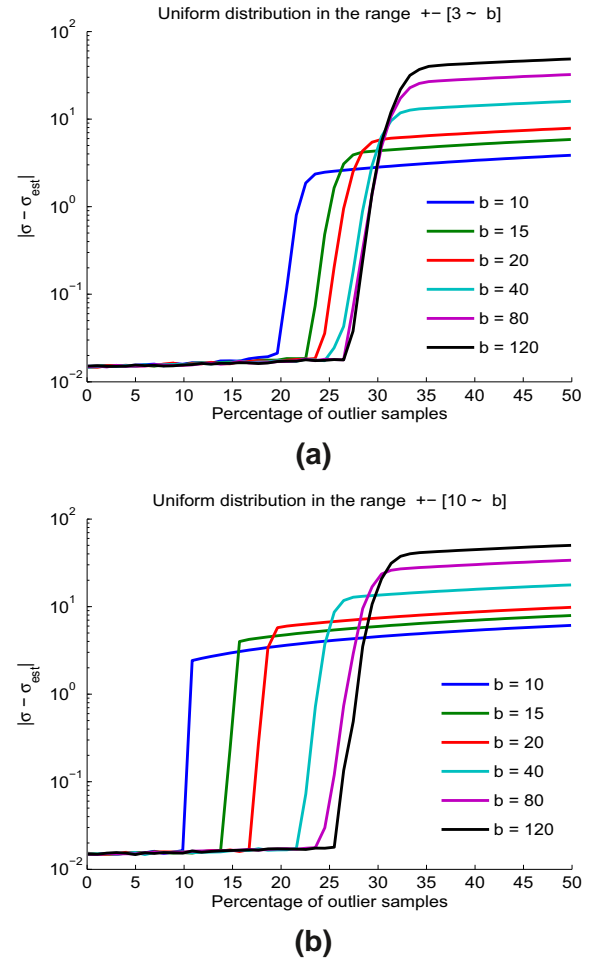 Uniform distribution in the range +− [3 ~ b]
10^2
10^1
10^0
10^−1
10^−2
|σ − σ_est|
b = 10
b = 15
b = 20
b = 40
b = 80
b = 120
0 5 10 15 20 25 30 35 40 45 50
Percentage of outlier samples
(a)
Uniform distribution in the range +− [10 ~ b]
10^2
10^1
10^0
10^−1
10^−2
|σ − σ_est|
b = 10
b = 15
b = 20
b = 40
b = 80
b = 120
0 5 10 15 20 25 30 35 40 45 50
Percentage of outlier samples
(b)